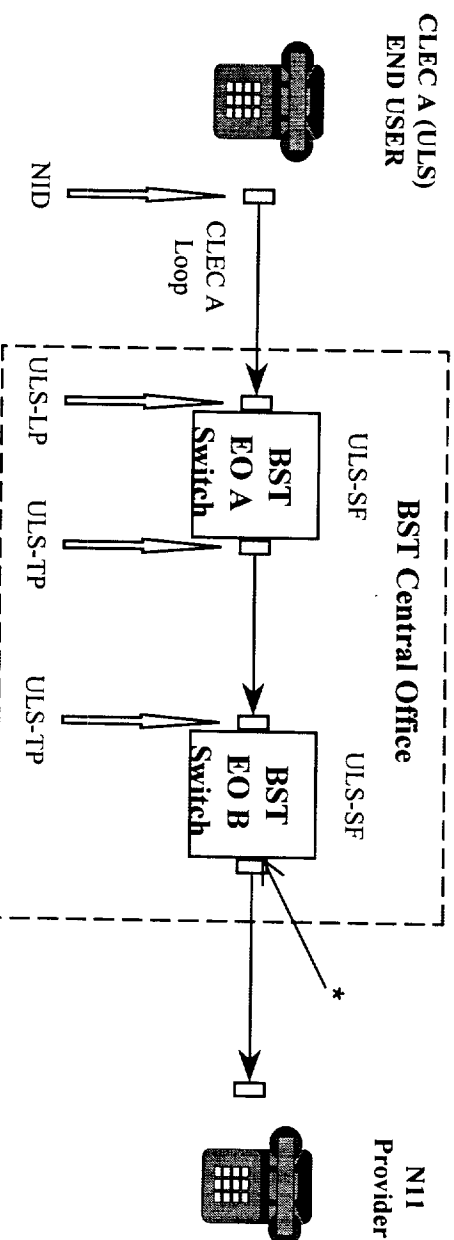 CLEC A (ULS)
END USER
NID
CLEC A
Loop
BST Central Office
ULS-SF
BST
EO A
Switch
ULS-LP
ULS-TP
ULS-SF
BST
EO B
Switch
ULS-TP
*
N11
Provider